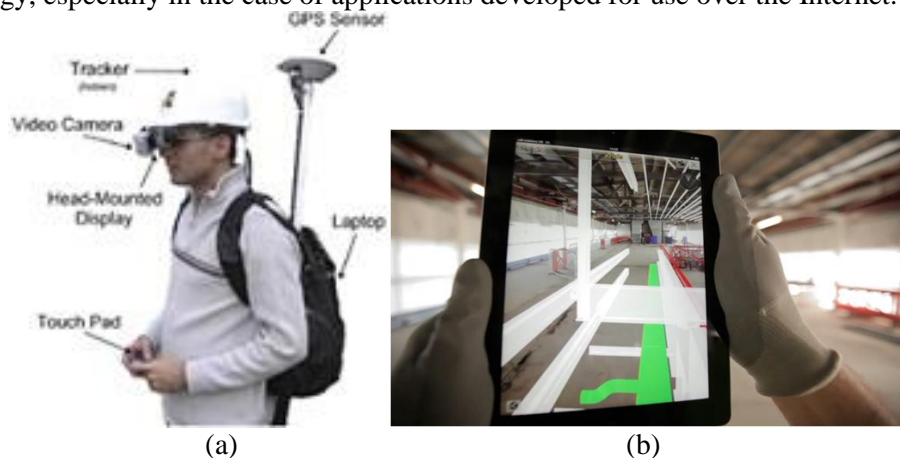 gy, especially in the case of applications developed for use over the Internet.
GPS Sensor
Tracker
Video Camera
Head-Mounted
Display
Laptop
Touch Pad
(a)
(b)